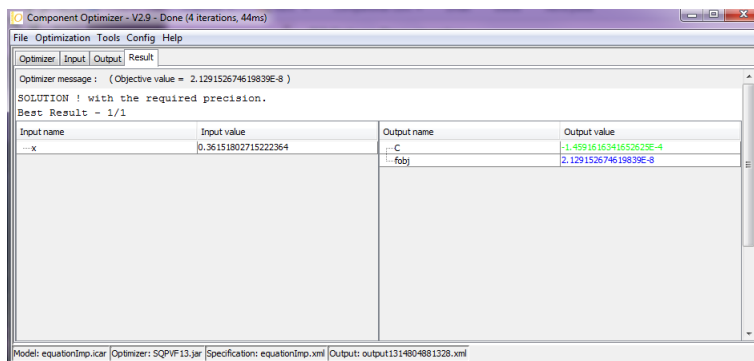 Component Optimizer - V2.9 - Done (4 iterations, 44ms)
File Optimization Tools Config Help
Optimizer Input Output Result
Optimizer message : (Objective value = 2.129152674619839E-8 )
SOLUTION ! with the required precision.
Best Result - 1/1
Input name Input value Output name Output value
x 0.36151802715222364 C -1.4591616341652625E-4
fobj 2.129152674619839E-8
Model: equationImp.icar Optimizer: SQPVF13.jar Specification: equationImp.xml Output: output1314804881328.xml